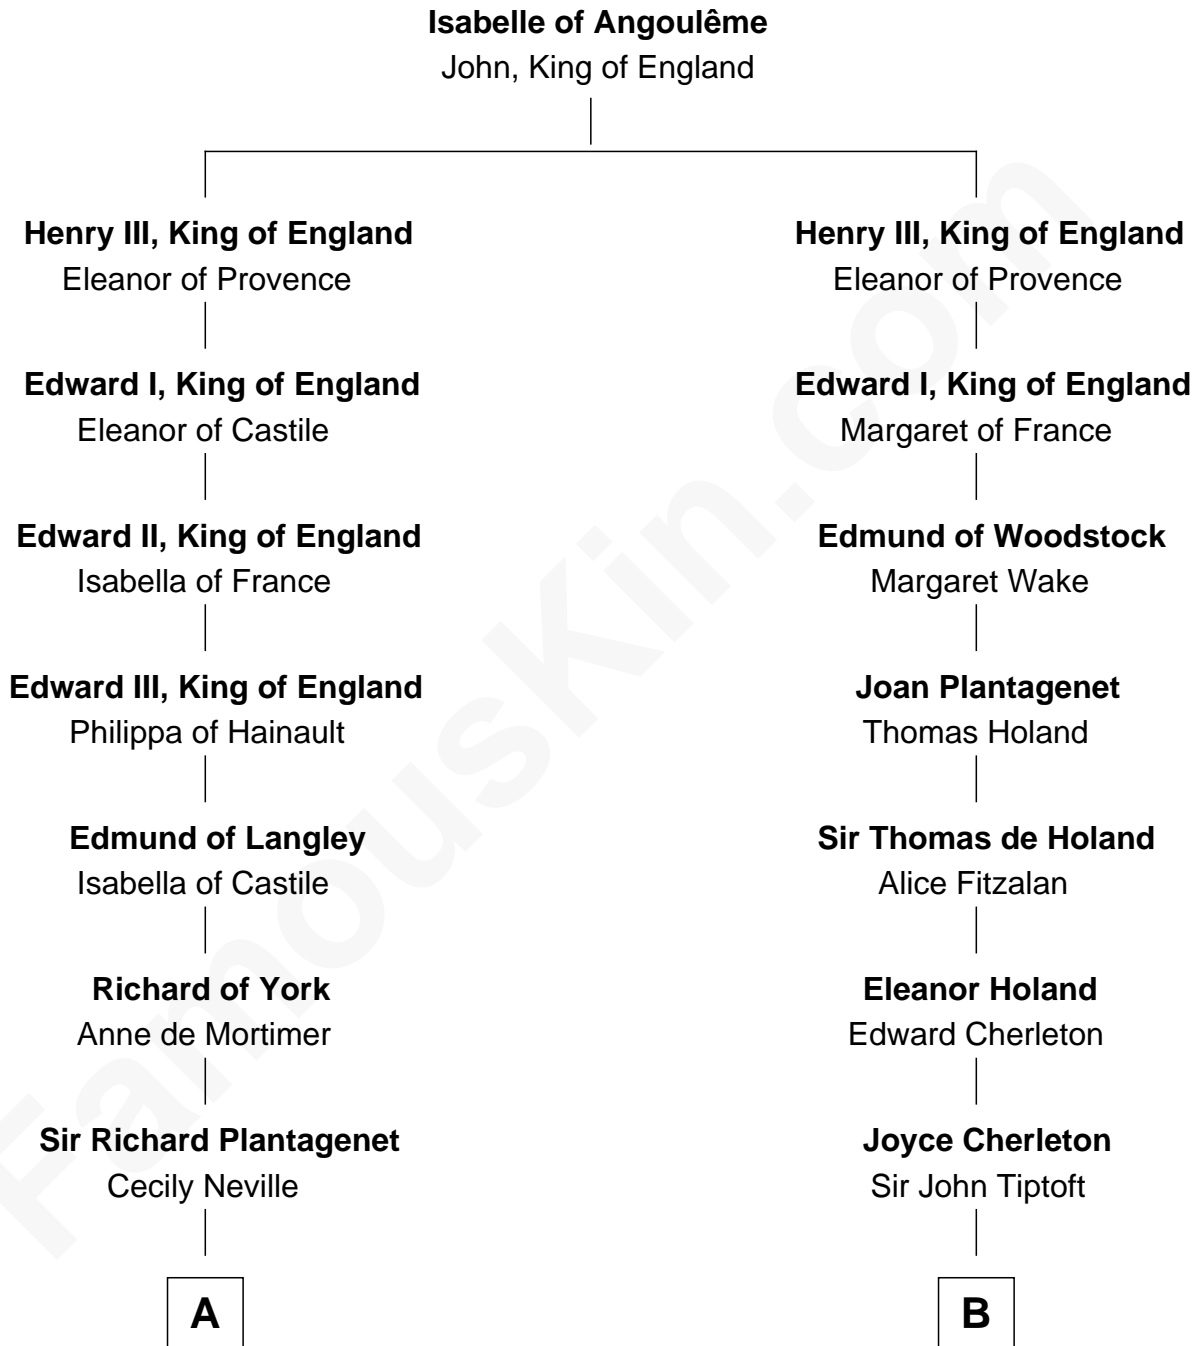 Isabelle of Angoulême
John, King of England
Henry III, King of England
Eleanor of Provence
Henry III, King of England
Eleanor of Provence
Edward I, King of England
Eleanor of Castile
Edward I, King of England
Margaret of France
Edward II, King of England
Isabella of France
Edmund of Woodstock
Margaret Wake
Edward III, King of England
Philippa of Hainault
Joan Plantagenet
Thomas Holand
Edmund of Langley
Isabella of Castile
Sir Thomas de Holand
Alice Fitzalan
Richard of York
Anne de Mortimer
Eleanor Holand
Edward Cherleton
Sir Richard Plantagenet
Cecily Neville
Joyce Cherleton
Sir John Tiptoft
A
B
FamousKin.com